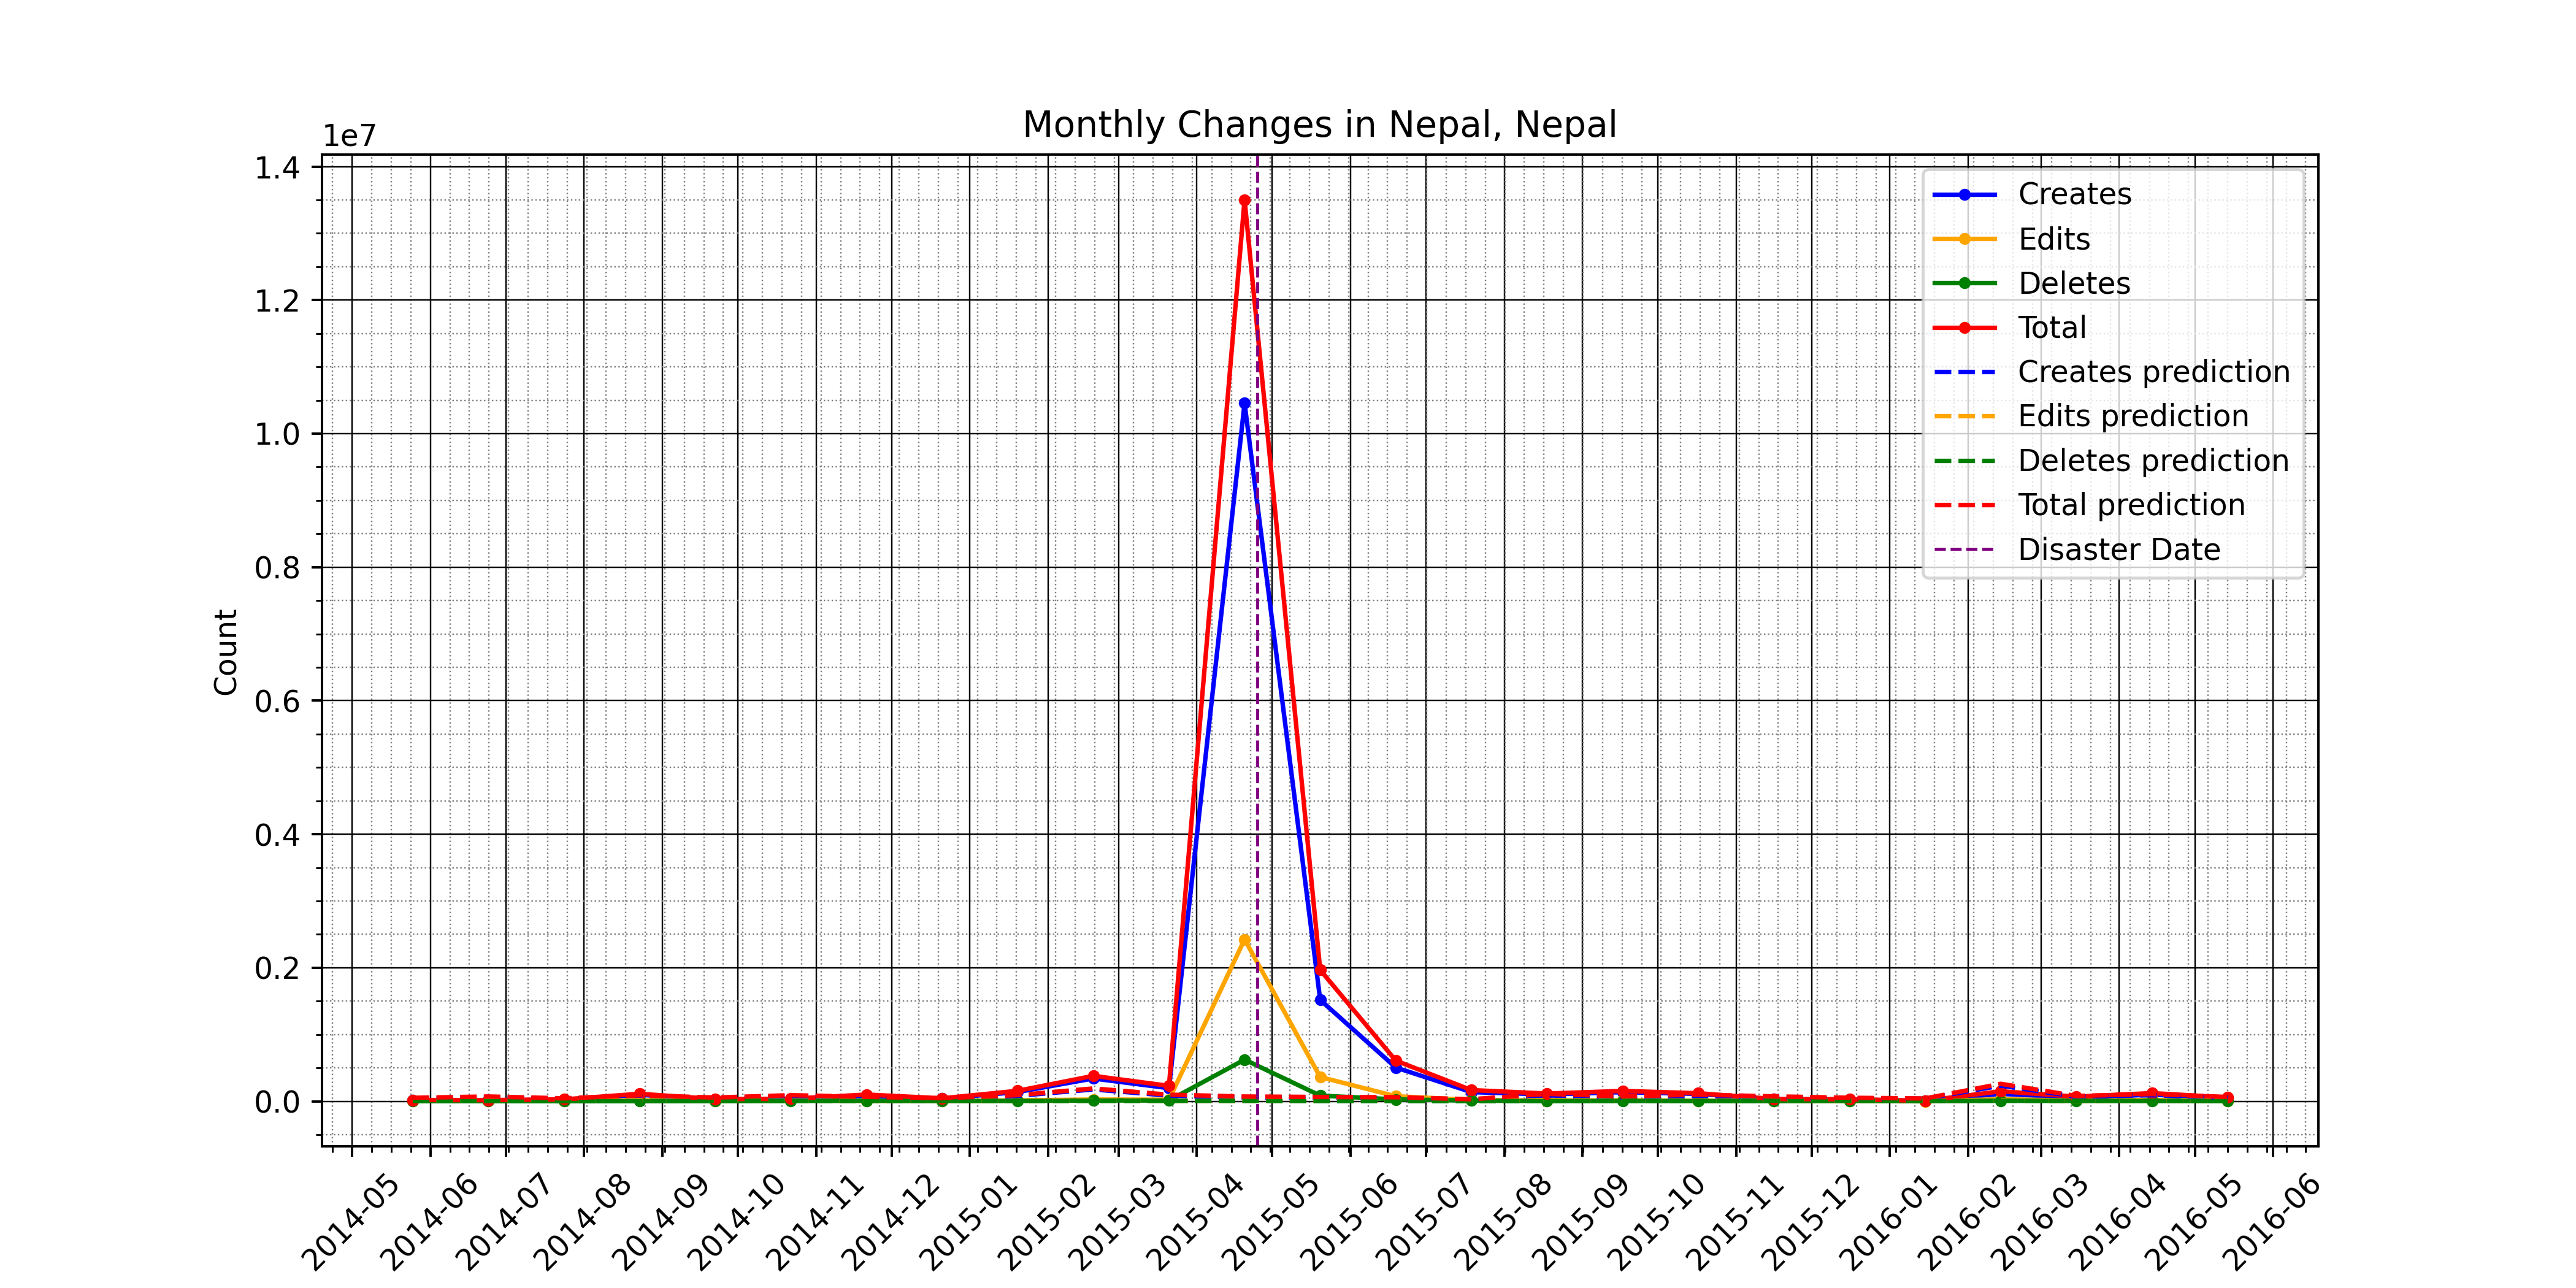 Monthly Changes in Nepal, Nepal
1e7
1.4
1.2
1.0
0.8
0.6
0.4
0.2
0.0
Count
Creates
Edits
Deletes
Total
Creates prediction
Edits prediction
Deletes prediction
Total prediction
Disaster Date
2014-05
2014-06
2014-07
2014-08
2014-09
2014-10
2014-11
2014-12
2015-01
2015-02
2015-03
2015-04
2015-05
2015-06
2015-07
2015-08
2015-09
2015-10
2015-11
2015-12
2016-01
2016-02
2016-03
2016-04
2016-05
2016-06